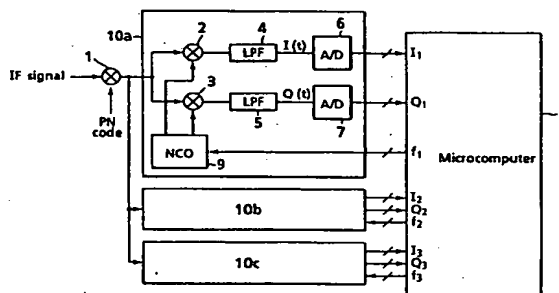 10a
1
2
4
6
LPF
I (t)
A/D
I₁
IF signal
3
Q (t)
LPF
A/D
Q₁
PN
code
5
7
NCO
f₁
9
Microcomputer
10b
I₂
Q₂
f₂
10c
I₃
Q₃
f₃